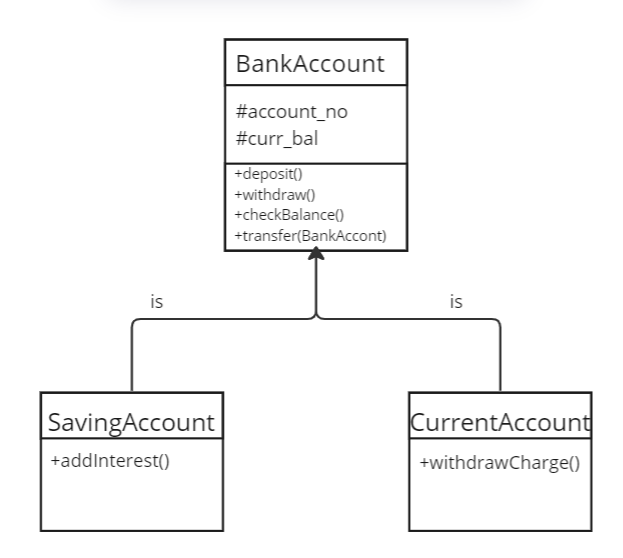 BankAccount
#account_no
#curr_bal
+deposit()
+withdraw()
+checkBalance()
+transfer(BankAccont)
is
is
SavingAccount
+addInterest()
CurrentAccount
+withdrawCharge()